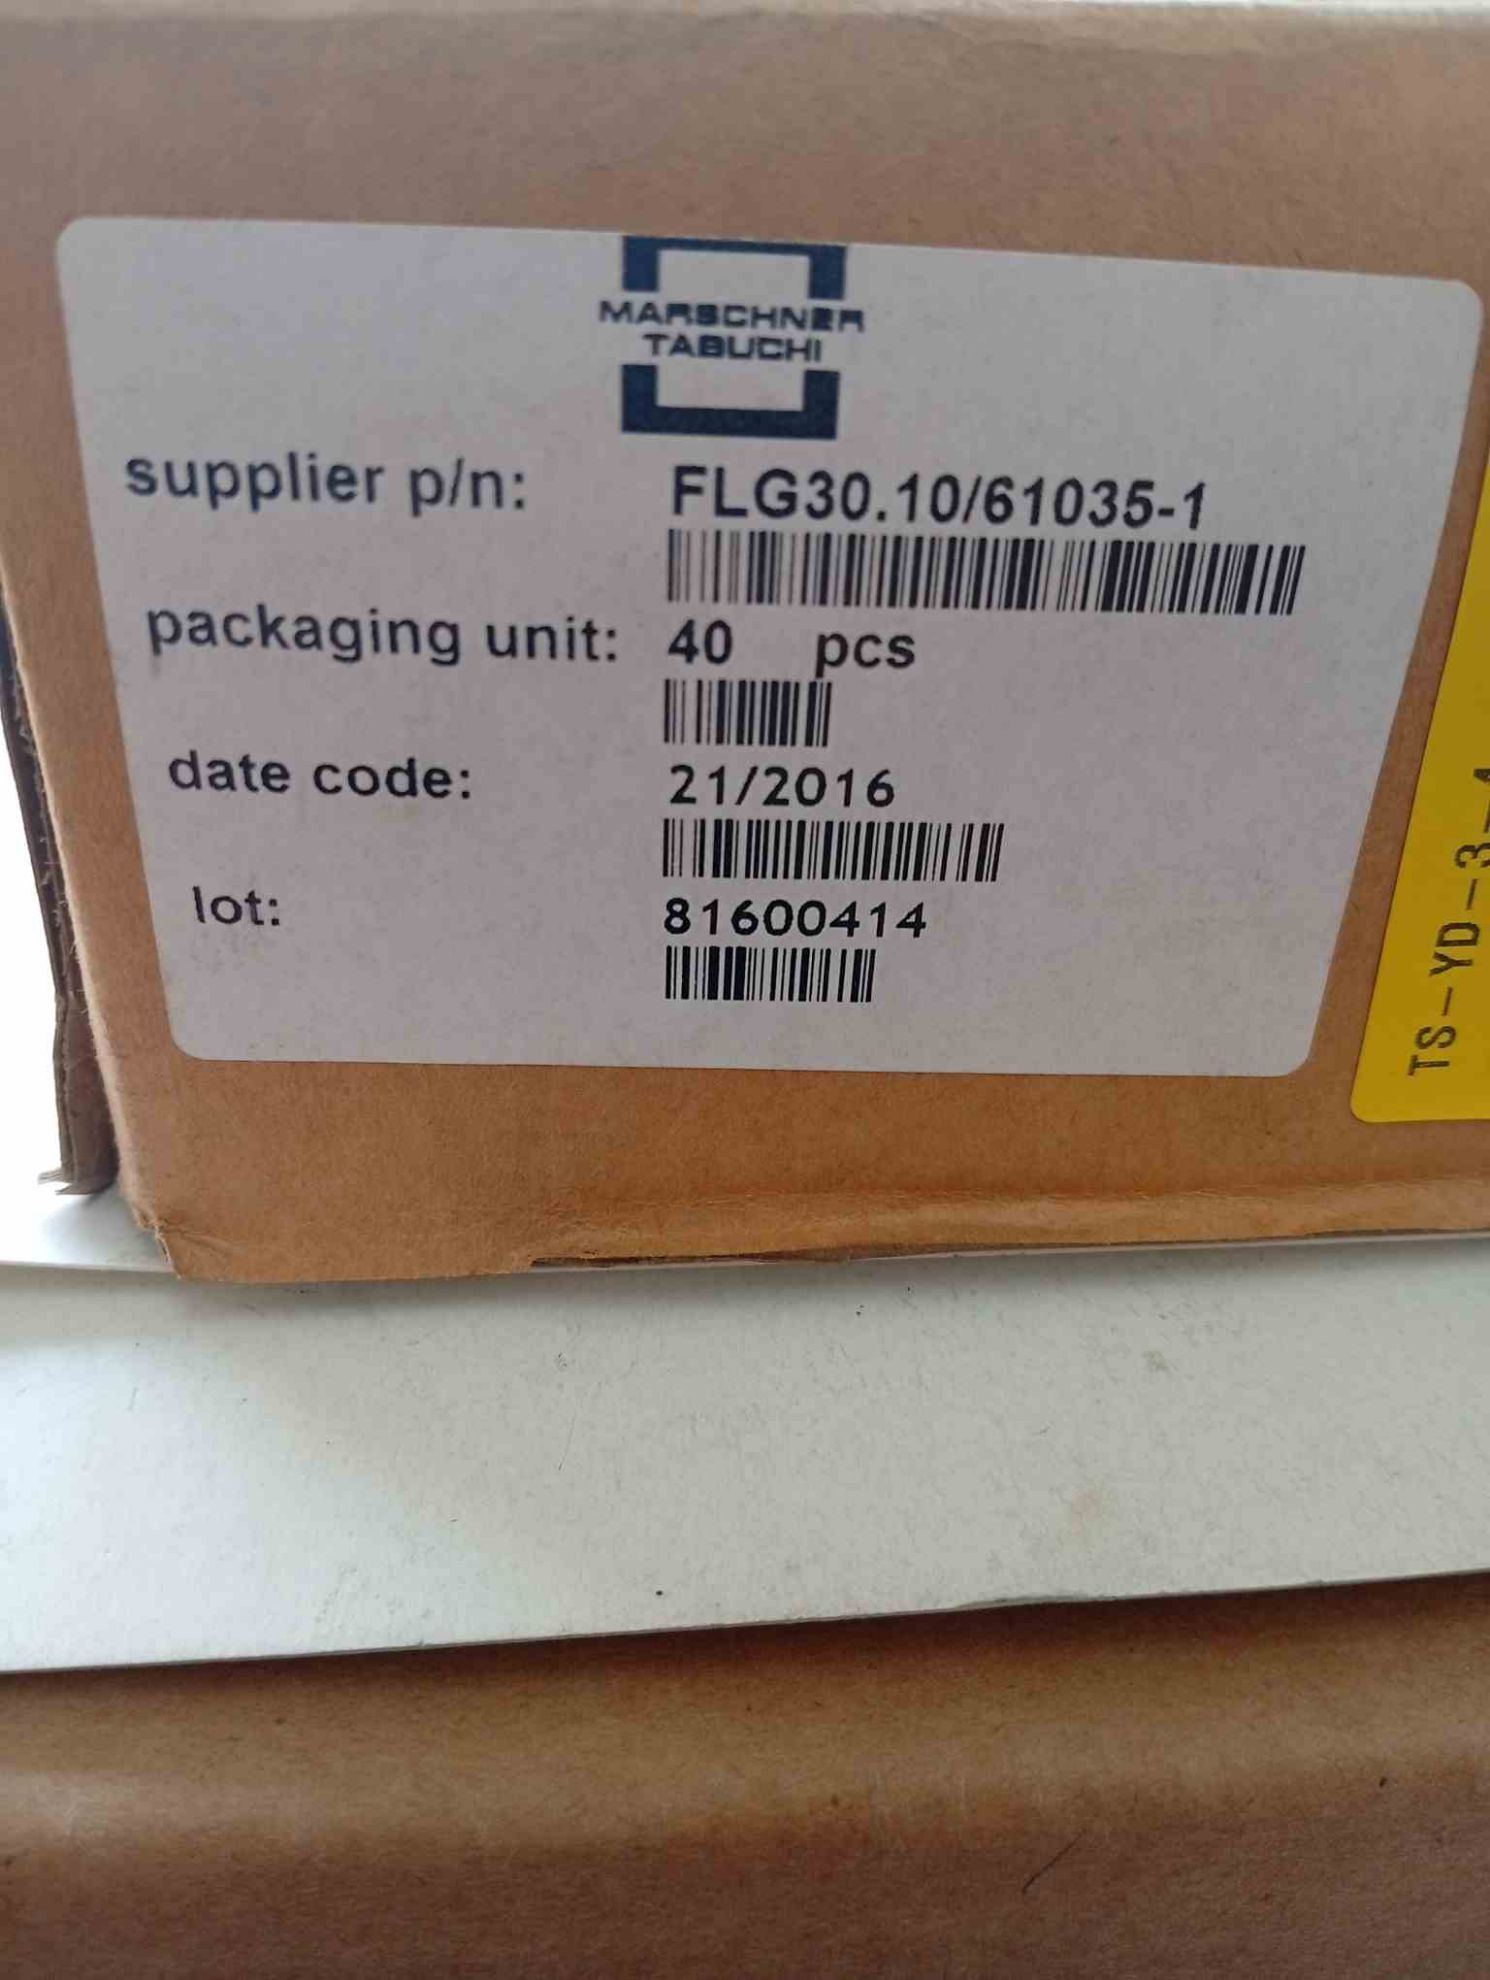 MARSCHNER
TABUCHI
supplier p/n: FLG30.10/61035-1
packaging unit: 40 pcs
date code: 21/2016
lot: 81600414
TS-YD-3-